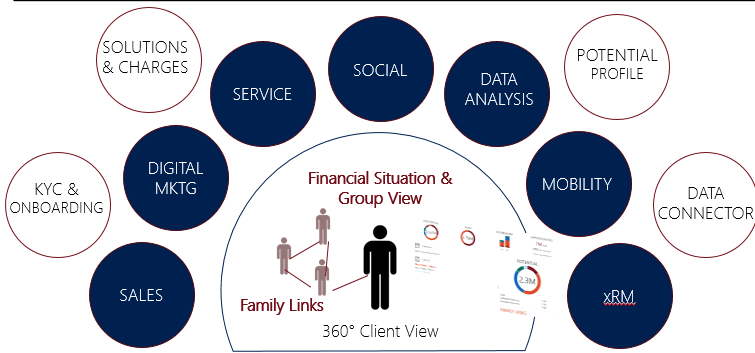 SOLUTIONS
& CHARGES
SERVICE
SOCIAL
DATA
ANALYSIS
POTENTIAL
PROFILE
KYC &
ONBOARDING
DIGITAL
MKTG
MOBILITY
DATA
CONNECTOR
SALES
xRM
Financial Situation &
Group View
Family Links
360° Client View
POTENTIAL
2.3M